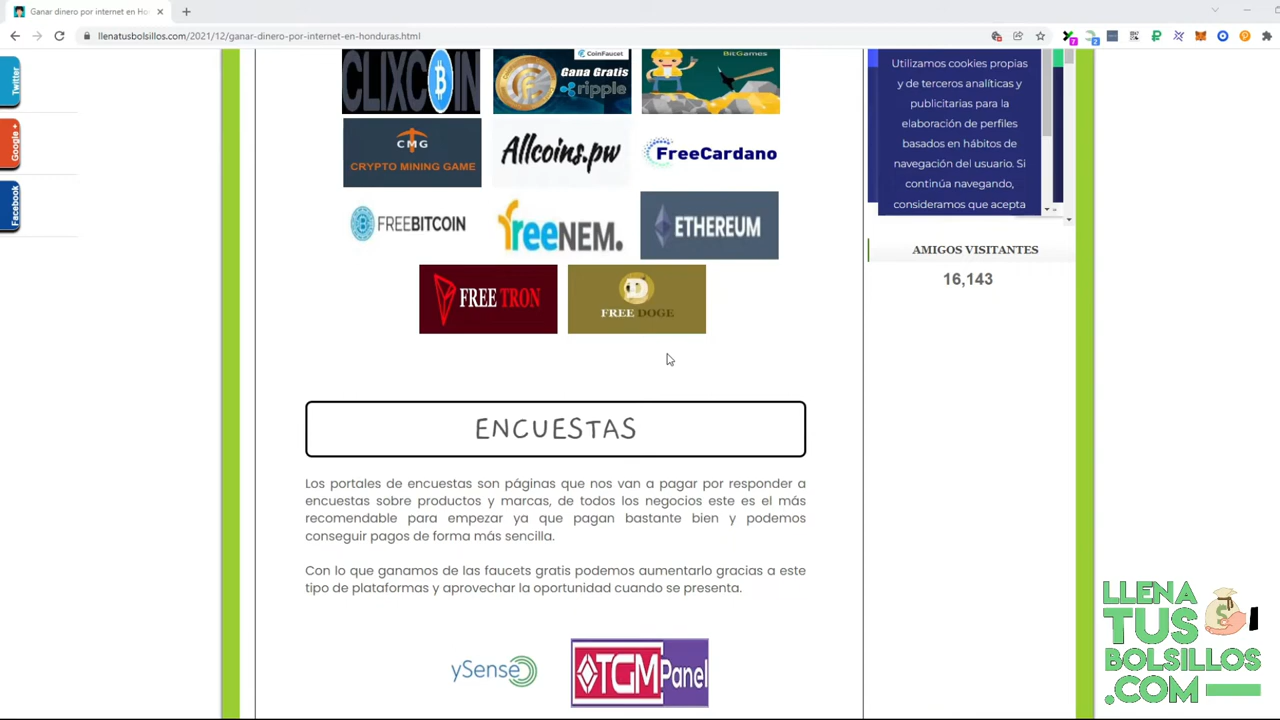 Ganar dinero por internet en Ho
llenatusbolsillos.com/2021/12/ganar-dinero-por-internet-en-honduras.html
7
2
Twitter
Google +
Facebook
CLIXCOIN
CoinFaucet
Gana Gratis
ripple
BitGames
CMG
CRYPTO MINING GAME
Allcoins.pw
FreeCardano
FREEBITCOIN
freeNEM.
ETHEREUM
FREE TRON
FREE DOGE
ENCUESTAS
Los portales de encuestas son páginas que nos van a pagar por responder a
encuestas sobre productos y marcas, de todos los negocios este es el más
recomendable para empezar ya que pagan bastante bien y podemos
conseguir pagos de forma más sencilla.
Con lo que ganamos de las faucets gratis podemos aumentarlo gracias a este
tipo de plataformas y aprovechar la oportunidad cuando se presenta.
ySense
TGMPanel
Utilizamos cookies propias
y de terceros analíticas y
publicitarias para la
elaboración de perfiles
basados en hábitos de
navegación del usuario. Si
continúa navegando,
consideramos que acepta
AMIGOS VISITANTES
16,143
LLENA
TUS
BOLSILLOS
.COM